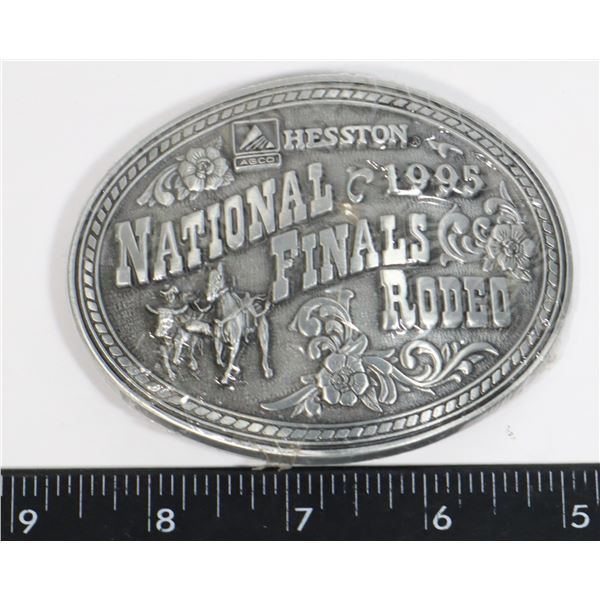 HESSTON®
AGCO
1995
NATIONAL
FINALS
RODEO
9 8 7 6 5